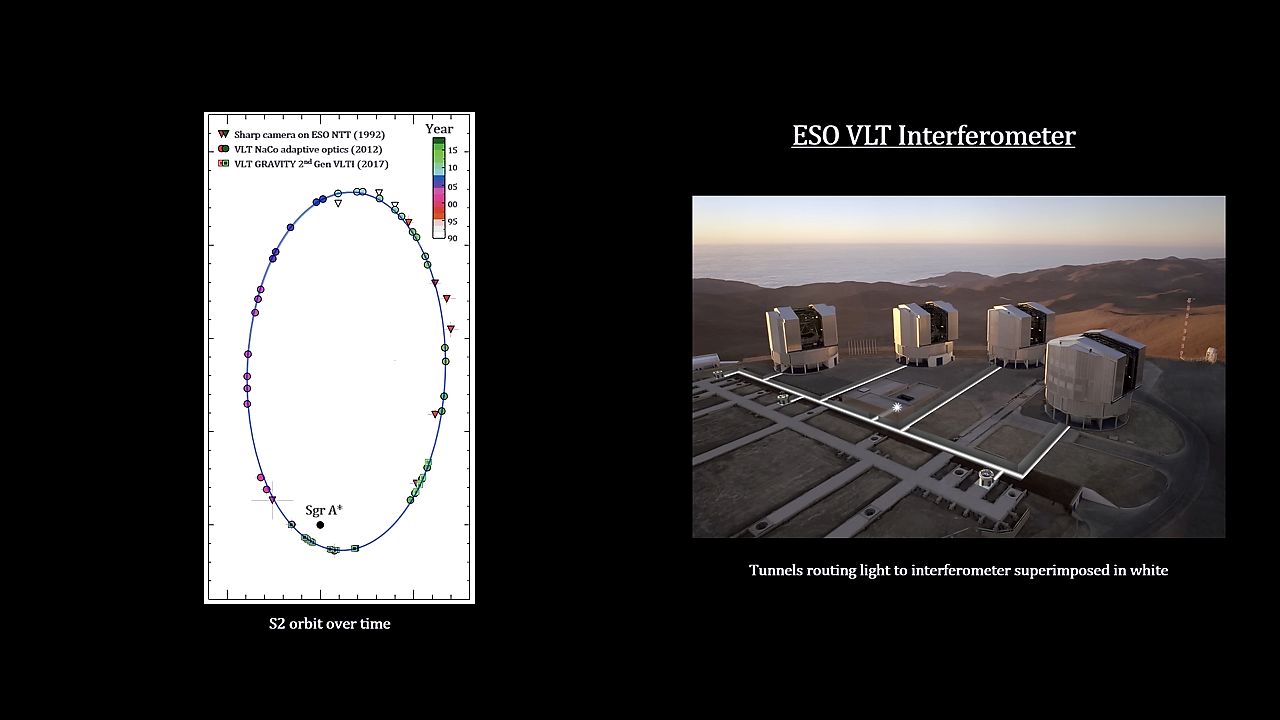 Sharp camera on ESO NTT (1992)
VLT NaCo adaptive optics (2012)
VLT GRAVITY 2nd Gen VLTI (2017)
Year
15
10
05
00
95
90
Sgr A*
S2 orbit over time
ESO VLT Interferometer
Tunnels routing light to interferometer superimposed in white